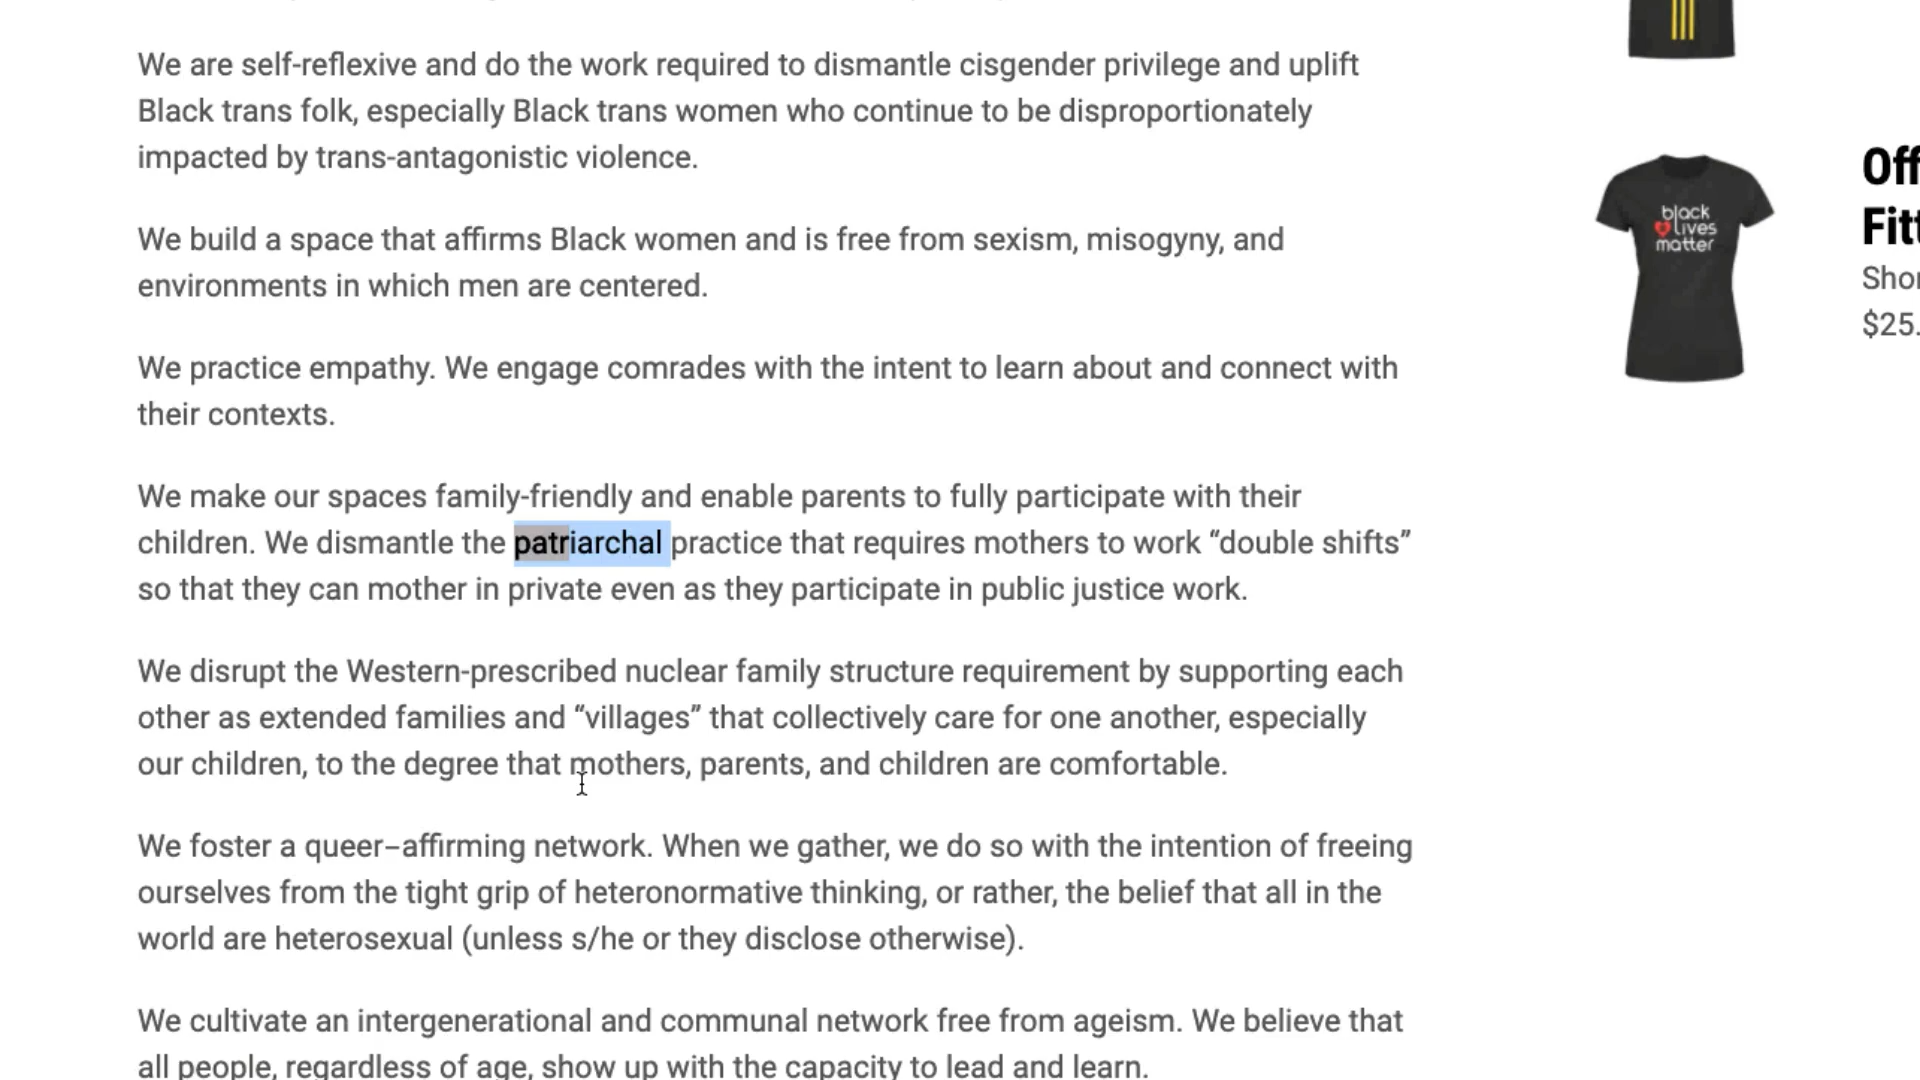 We are self-reflexive and do the work required to dismantle cisgender privilege and uplift
Black trans folk, especially Black trans women who continue to be disproportionately
impacted by trans-antagonistic violence.
We build a space that affirms Black women and is free from sexism, misogyny, and
environments in which men are centered.
We practice empathy. We engage comrades with the intent to learn about and connect with
their contexts.
We make our spaces family-friendly and enable parents to fully participate with their
children. We dismantle the patriarchal practice that requires mothers to work “double shifts”
so that they can mother in private even as they participate in public justice work.
We disrupt the Western-prescribed nuclear family structure requirement by supporting each
other as extended families and “villages” that collectively care for one another, especially
our children, to the degree that mothers, parents, and children are comfortable.
We foster a queer–affirming network. When we gather, we do so with the intention of freeing
ourselves from the tight grip of heteronormative thinking, or rather, the belief that all in the
world are heterosexual (unless s/he or they disclose otherwise).
We cultivate an intergenerational and communal network free from ageism. We believe that
all people, regardless of age, show up with the capacity to lead and learn.
black
lives
matter
$25.